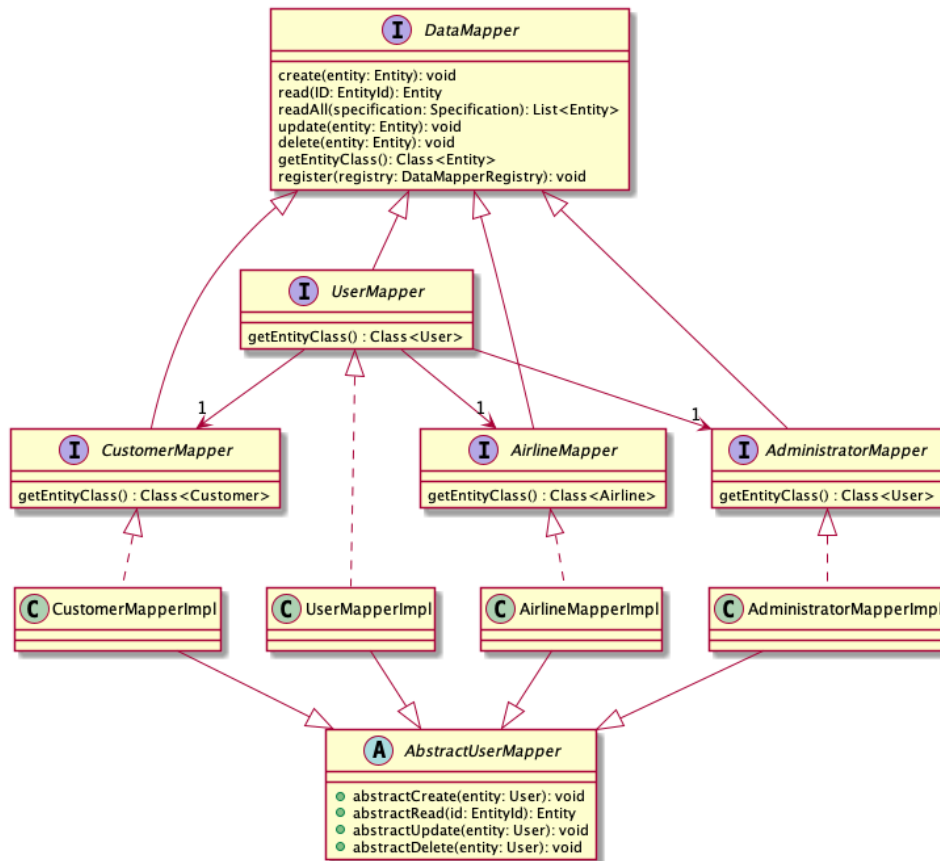 I DataMapper
create(entity: Entity): void
read(ID: EntityId): Entity
readAll(specification: Specification): List<Entity>
update(entity: Entity): void
delete(entity: Entity): void
getEntityClass(): Class<Entity>
register(registry: DataMapperRegistry): void
I UserMapper
getEntityClass() : Class<User>
1
1
1
I CustomerMapper
getEntityClass() : Class<Customer>
I AirlineMapper
getEntityClass() : Class<Airline>
I AdministratorMapper
getEntityClass() : Class<User>
C CustomerMapperImpl
C UserMapperImpl
C AirlineMapperImpl
C AdministratorMapperImpl
A AbstractUserMapper
abstractCreate(entity: User): void
abstractRead(id: EntityId): Entity
abstractUpdate(entity: User): void
abstractDelete(entity: User): void